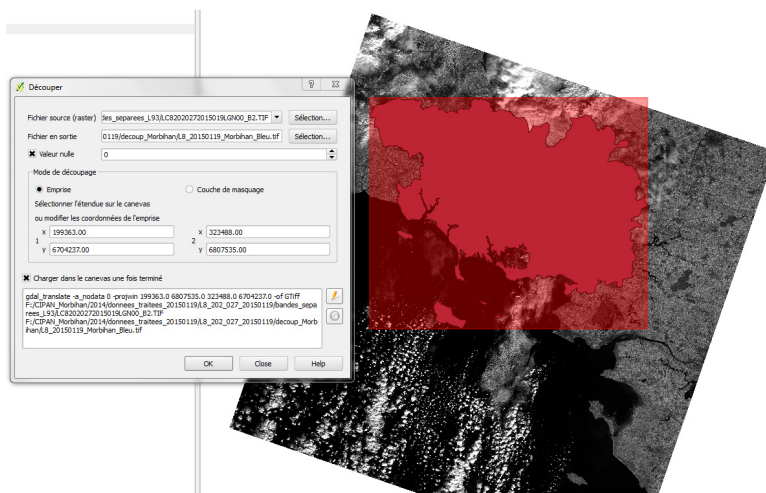 Découper
Fichier source (raster) des_separees_L93/LC82020272015019LGN00_B2.TIF Sélection...
Fichier en sortie 0119/decoup_Morbihan/L8_20150119_Morbihan_Bleu.tif Sélection...
Valeur nulle 0
Mode de découpage
Emprise Couche de masquage
Sélectionner l'étendue sur le canevas
ou modifier les coordonnées de l'emprise
x 199363.00 x 323488.00
1 2
y 6704237.00 y 6807535.00
Charger dans le canevas une fois terminé
gdal_translate -a_nodata 0 -projwin 199363.0 6807535.0 323488.0 6704237.0 -of GTiff
F:/CIPAN_Morbihan/2014/donnees_traitees_20150119/L8_202_027_20150119/bandes_sepa
rees_L93/LC82020272015019LGN00_B2.TIF
F:/CIPAN_Morbihan/2014/donnees_traitees_20150119/L8_202_027_20150119/decoup_Morb
ihan/L8_20150119_Morbihan_Bleu.tif
OK Close Help